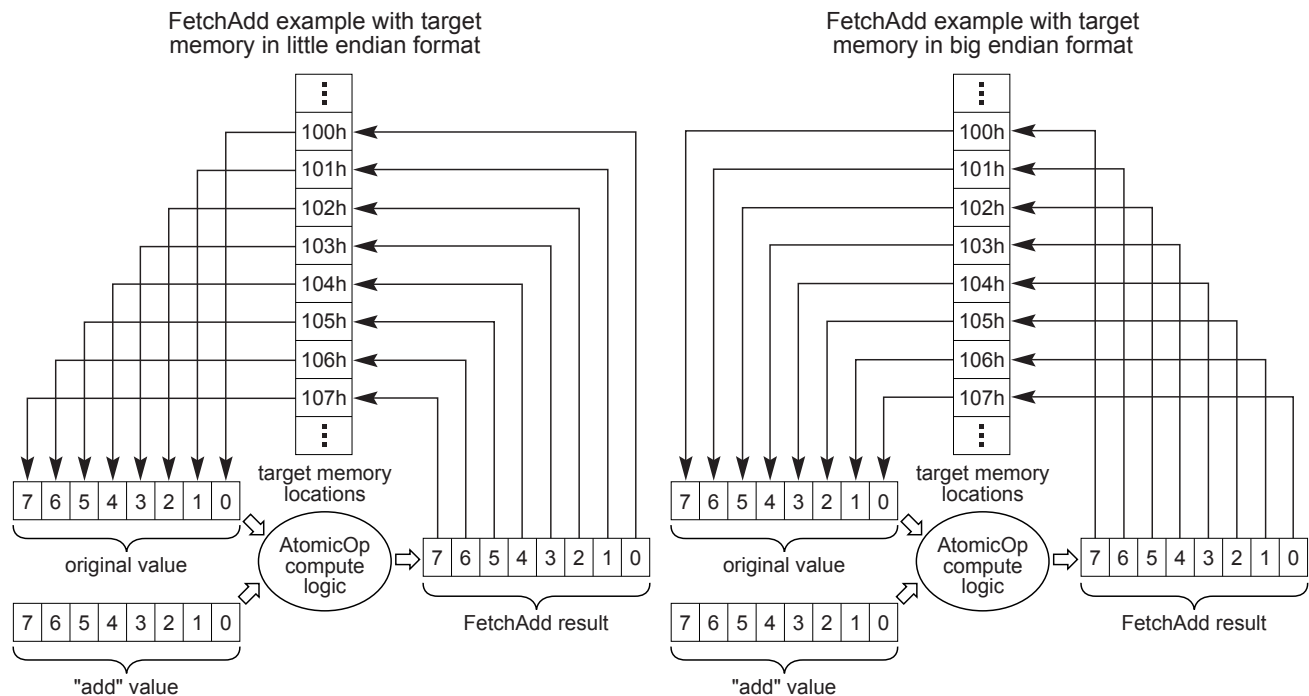 FetchAdd example with target
memory in little endian format
100h
101h
102h
103h
104h
105h
106h
107h
target memory
locations
7 6 5 4 3 2 1 0
original value
AtomicOp
compute
logic
7 6 5 4 3 2 1 0
FetchAdd result
7 6 5 4 3 2 1 0
"add" value
FetchAdd example with target
memory in big endian format
100h
101h
102h
103h
104h
105h
106h
107h
target memory
locations
7 6 5 4 3 2 1 0
original value
AtomicOp
compute
logic
7 6 5 4 3 2 1 0
FetchAdd result
7 6 5 4 3 2 1 0
"add" value